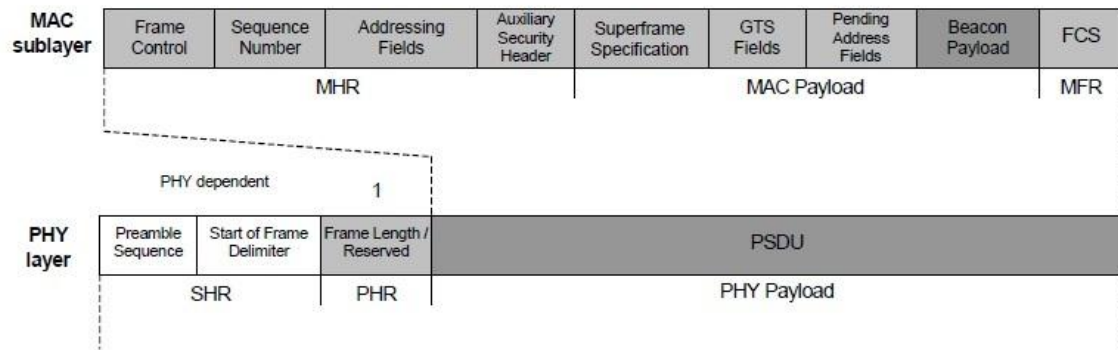 MAC
sublayer
Frame
Control
Sequence
Number
Addressing
Fields
Auxiliary
Security
Header
Superframe
Specification
GTS
Fields
Pending
Address
Fields
Beacon
Payload
FCS
MHR
MAC Payload
MFR
PHY dependent
1
PHY
layer
Preamble
Sequence
Start of Frame
Delimiter
Frame Length /
Reserved
PSDU
SHR
PHR
PHY Payload